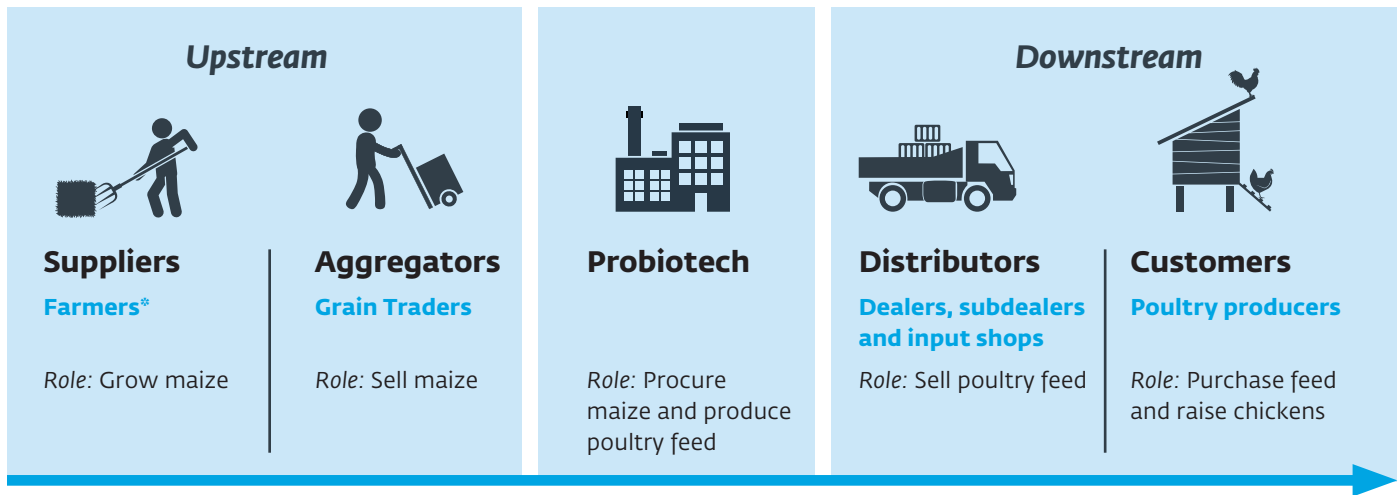 Upstream
Suppliers
Farmers*
Role: Grow maize
Aggregators
Grain Traders
Role: Sell maize
Probiotech
Role: Procure
maize and produce
poultry feed
Downstream
Distributors
Dealers, subdealers
and input shops
Role: Sell poultry feed
Customers
Poultry producers
Role: Purchase feed
and raise chickens